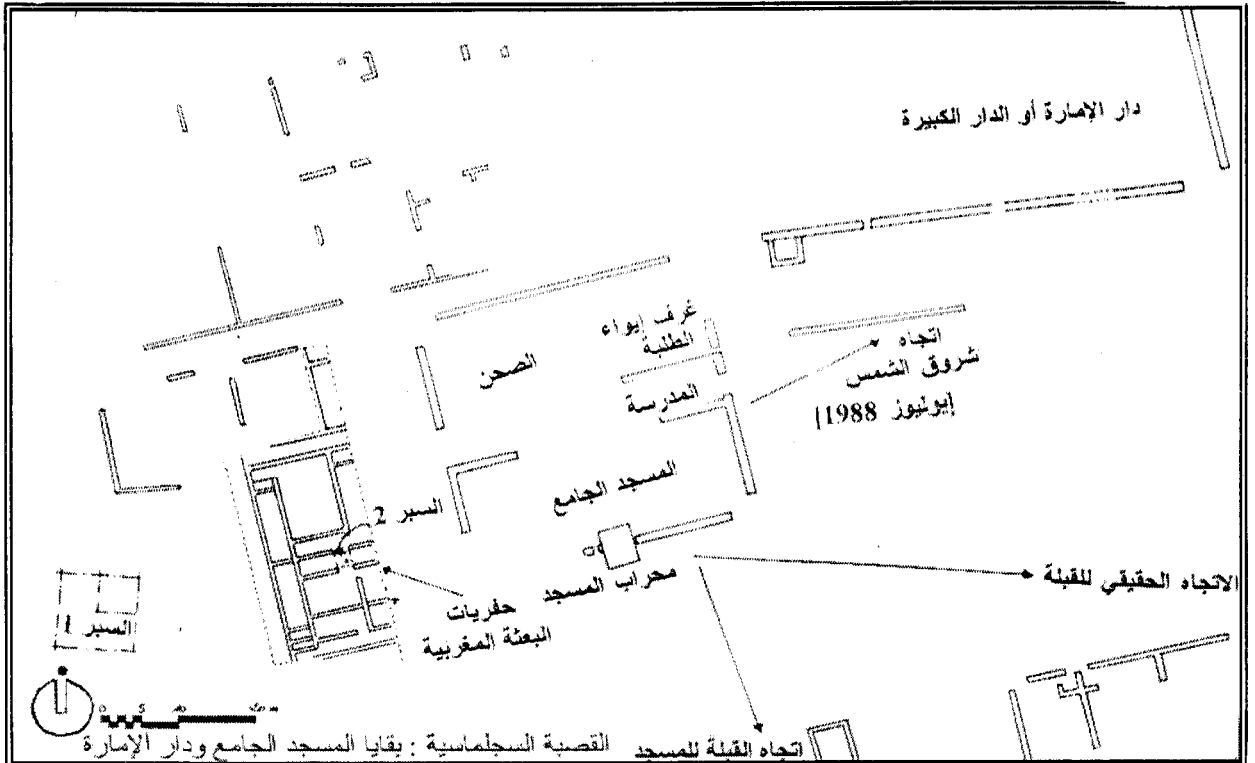 دار الإمارة أو الدار الكبيرة
غرف إيواء
الطلبة
الصحن
المدرسة
اتجاه
شروق الشمس
[يوليوز 1988]
المسجد الجامع
السبر 2
الاتجاه الحقيقي للقبلة
محراب المسجد
حفريات
البعثة المغربية
السبر 1
0 5
القصبة السجلماسية : بقايا المسجد الجامع ودار الإمارة
اتجاه القبلة للمسجد